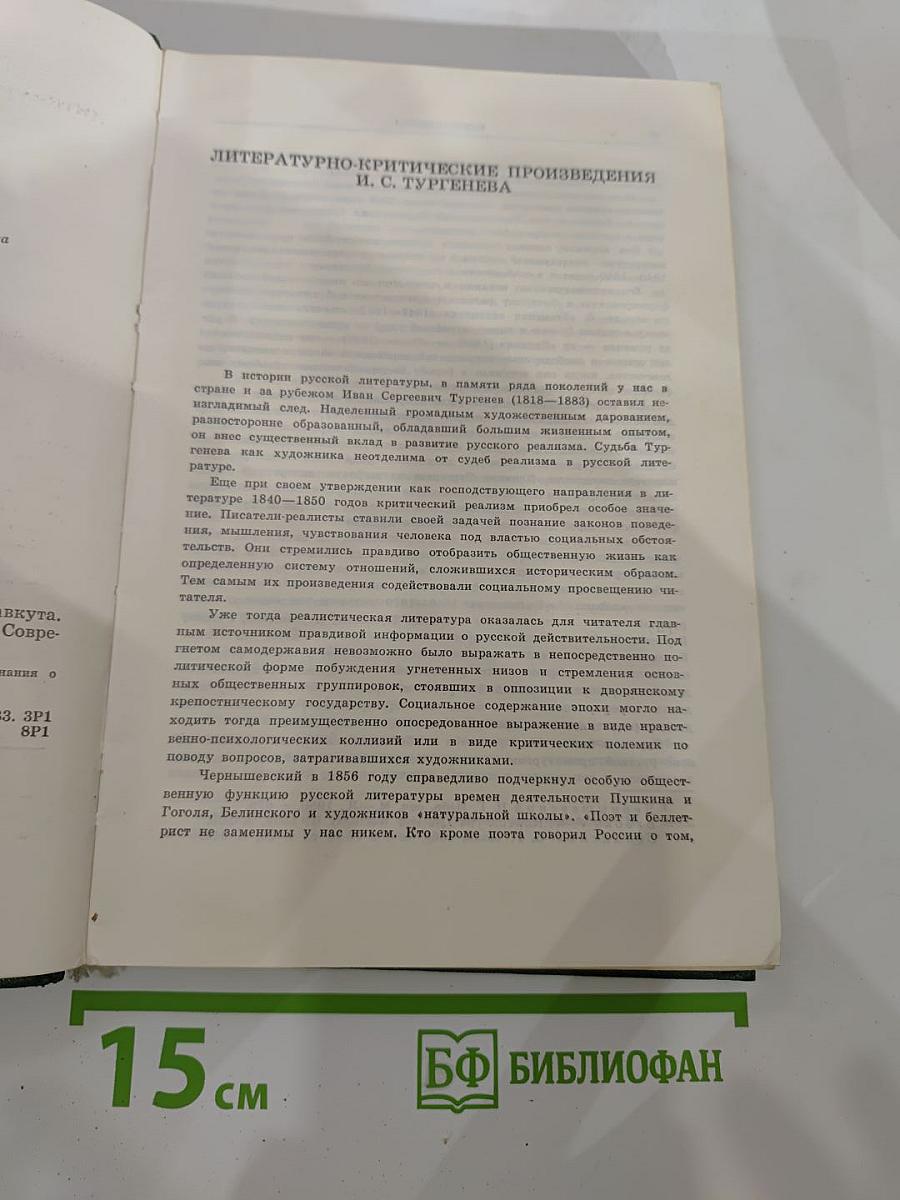 а
авкута.
Совре-
нания о
83. 3Р1
8Р1
ЛИТЕРАТУРНО-КРИТИЧЕСКИЕ ПРОИЗВЕДЕНИЯ
И. С. ТУРГЕНЕВА
В истории русской литературы, в памяти ряда поколений у нас в
стране и за рубежом Иван Сергеевич Тургенев (1818—1883) оставил не-
изгладимый след. Наделенный громадным художественным дарованием,
разносторонне образованный, обладавший большим жизненным опытом,
он внес существенный вклад в развитие русского реализма. Судьба Тур-
генева как художника неотделима от судеб реализма в русской лите-
ратуре.
Еще при своем утверждении как господствующего направления в ли-
тературе 1840—1850 годов критический реализм приобрел особое значе-
ние. Писатели-реалисты ставили своей задачей познание законов поведе-
ния, мышления, чувствования человека под властью социальных обстоя-
тельств. Они стремились правдиво отобразить общественную жизнь как
определенную систему отношений, сложившихся историческим образом.
Тем самым их произведения содействовали социальному просвещению чи-
тателя.
Уже тогда реалистическая литература оказалась для читателя глав-
ным источником правдивой информации о русской действительности. Под
гнетом самодержавия невозможно было выражать в непосредственно по-
литической форме побуждения угнетенных низов и стремления основ-
ных общественных группировок, стоявших в оппозиции к дворянскому
крепостническому государству. Социальное содержание эпохи могло на-
ходить тогда преимущественно опосредованное выражение в виде нравст-
венно-психологических коллизий или в виде критических полемик по
поводу вопросов, затрагивавшихся художниками.
Чернышевский в 1856 году справедливо подчеркнул особую общест-
венную функцию русской литературы времен деятельности Пушкина и
Гоголя, Белинского и художников «натуральной школы». «Поэт и беллет-
рист не заменимы у нас никем. Кто кроме поэта говорил России о том,
15 см
БФ БИБЛИОФАН